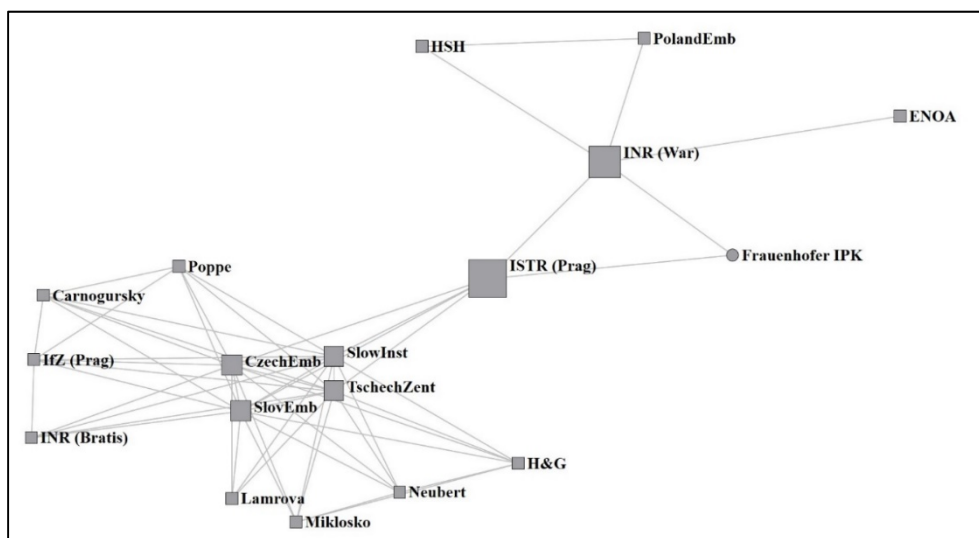 HSH
PolandEmb
ENOA
INR (War)
Frauenhofer IPK
ISTR (Prag)
Poppe
Carnogursky
IfZ (Prag)
CzechEmb
SlowInst
TschechZent
SlovEmb
INR (Bratis)
H&G
Lamrova
Neubert
Miklosko